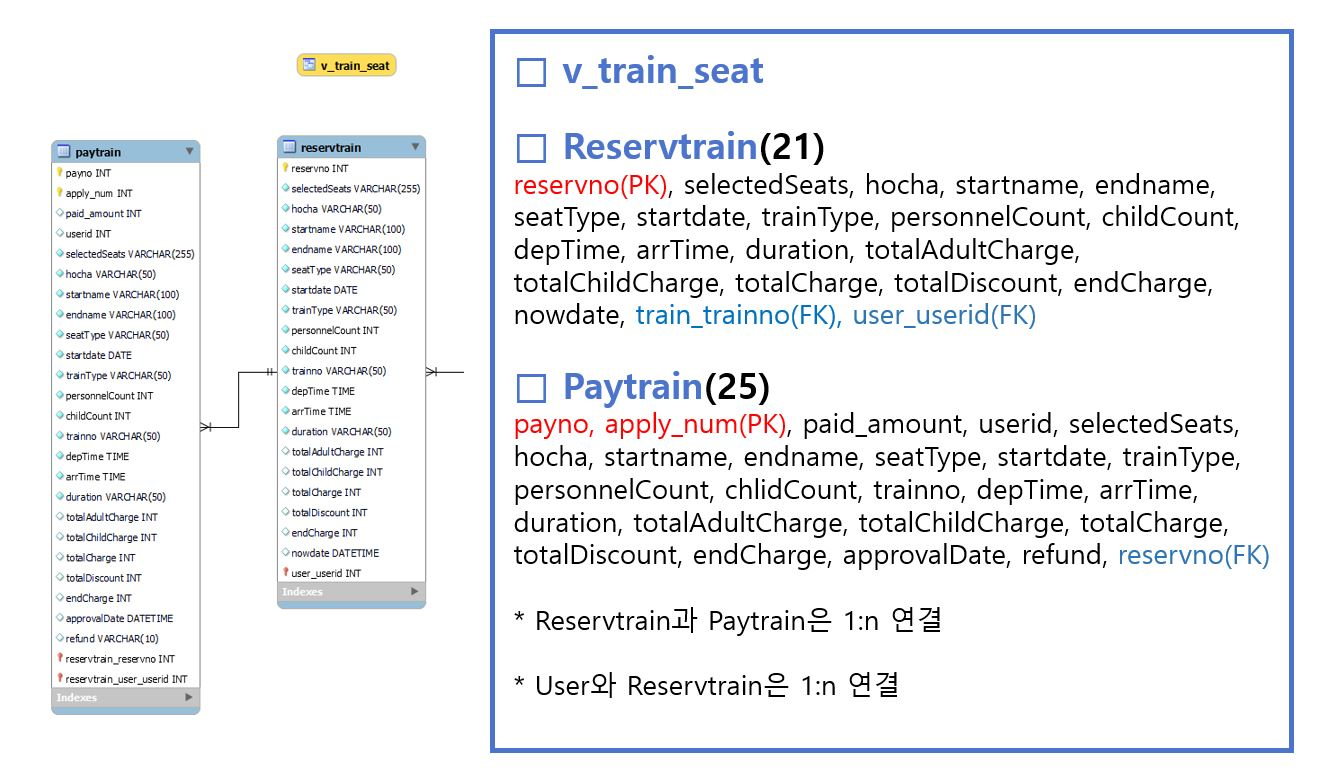 v_train_seat
paytrain
payno INT
apply_num INT
paid_amount INT
userid INT
selectedSeats VARCHAR(255)
hocha VARCHAR(50)
startname VARCHAR(100)
endname VARCHAR(100)
seatType VARCHAR(50)
startdate DATE
trainType VARCHAR(50)
personnelCount INT
childCount INT
trainno VARCHAR(50)
depTime TIME
arrTime TIME
duration VARCHAR(50)
totalAdultCharge INT
totalChildCharge INT
totalCharge INT
totalDiscount INT
endCharge INT
approvalDate DATETIME
refund VARCHAR(10)
reservtrain_reservno INT
reservtrain_user_userid INT
Indexes
reservtrain
reservno INT
selectedSeats VARCHAR(255)
hocha VARCHAR(50)
startname VARCHAR(100)
endname VARCHAR(100)
seatType VARCHAR(50)
startdate DATE
trainType VARCHAR(50)
personnelCount INT
childCount INT
trainno VARCHAR(50)
depTime TIME
arrTime TIME
duration VARCHAR(50)
totalAdultCharge INT
totalChildCharge INT
totalCharge INT
totalDiscount INT
endCharge INT
nowdate DATETIME
user_userid INT
Indexes
□ v_train_seat
□ Reservtrain(21)
reservno(PK), selectedSeats, hocha, startname, endname,
seatType, startdate, trainType, personnelCount, childCount,
depTime, arrTime, duration, totalAdultCharge,
totalChildCharge, totalCharge, totalDiscount, endCharge,
nowdate, train_trainno(FK), user_userid(FK)
□ Paytrain(25)
payno, apply_num(PK), paid_amount, userid, selectedSeats,
hocha, startname, endname, seatType, startdate, trainType,
personnelCount, chlidCount, trainno, depTime, arrTime,
duration, totalAdultCharge, totalChildCharge, totalCharge,
totalDiscount, endCharge, approvalDate, refund, reservno(FK)
* Reservtrain과 Paytrain은 1:n 연결
* User와 Reservtrain은 1:n 연결